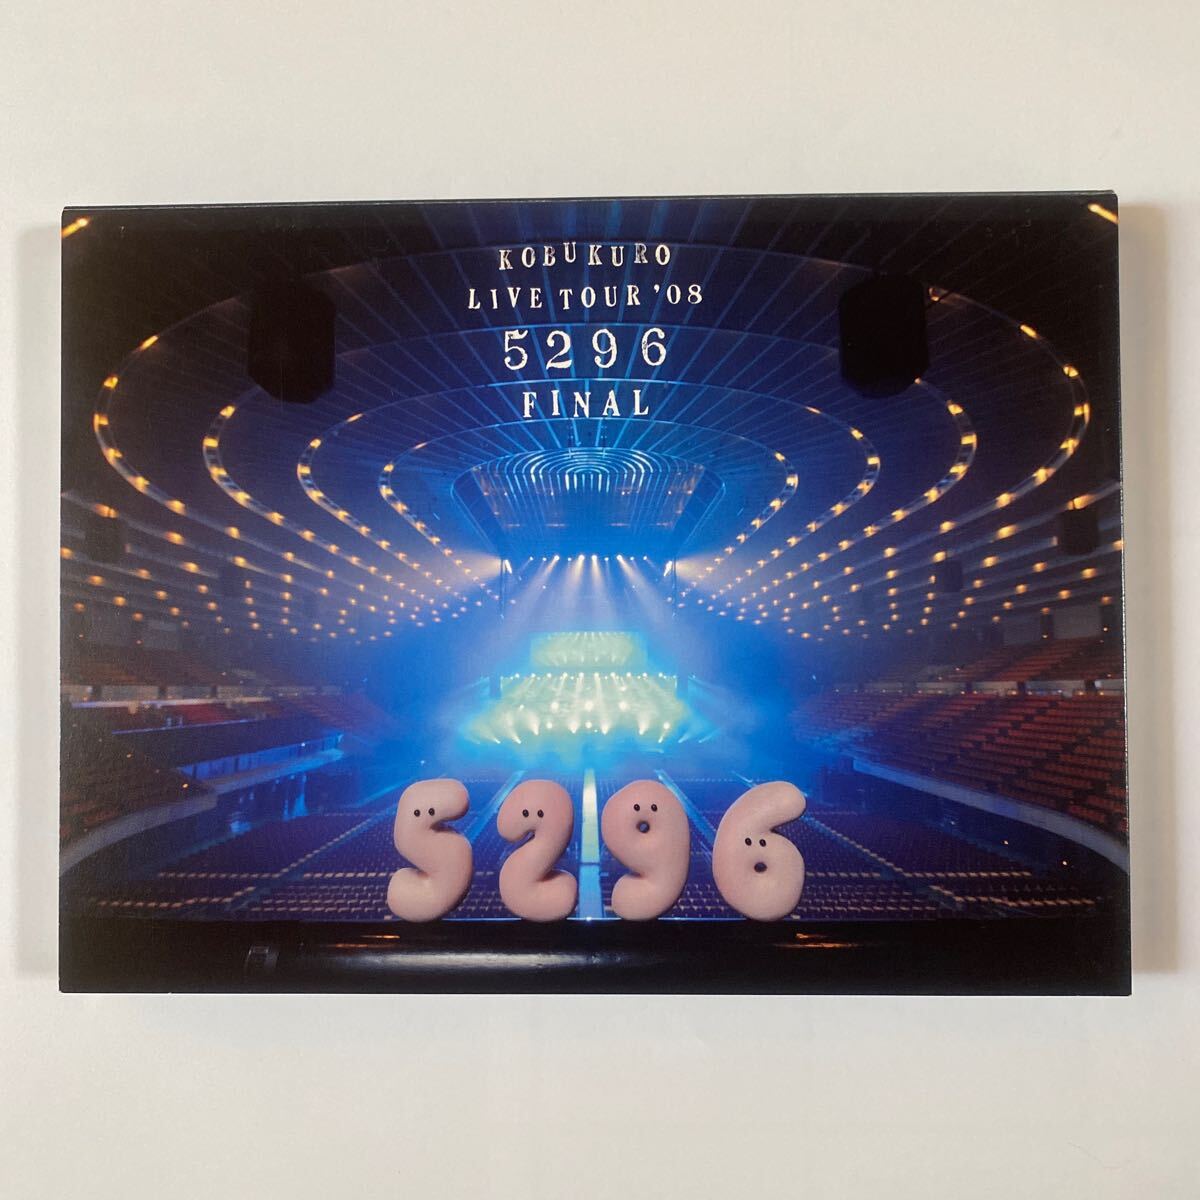 KOBUKURO
LIVE TOUR '08
5296
FINAL
5296